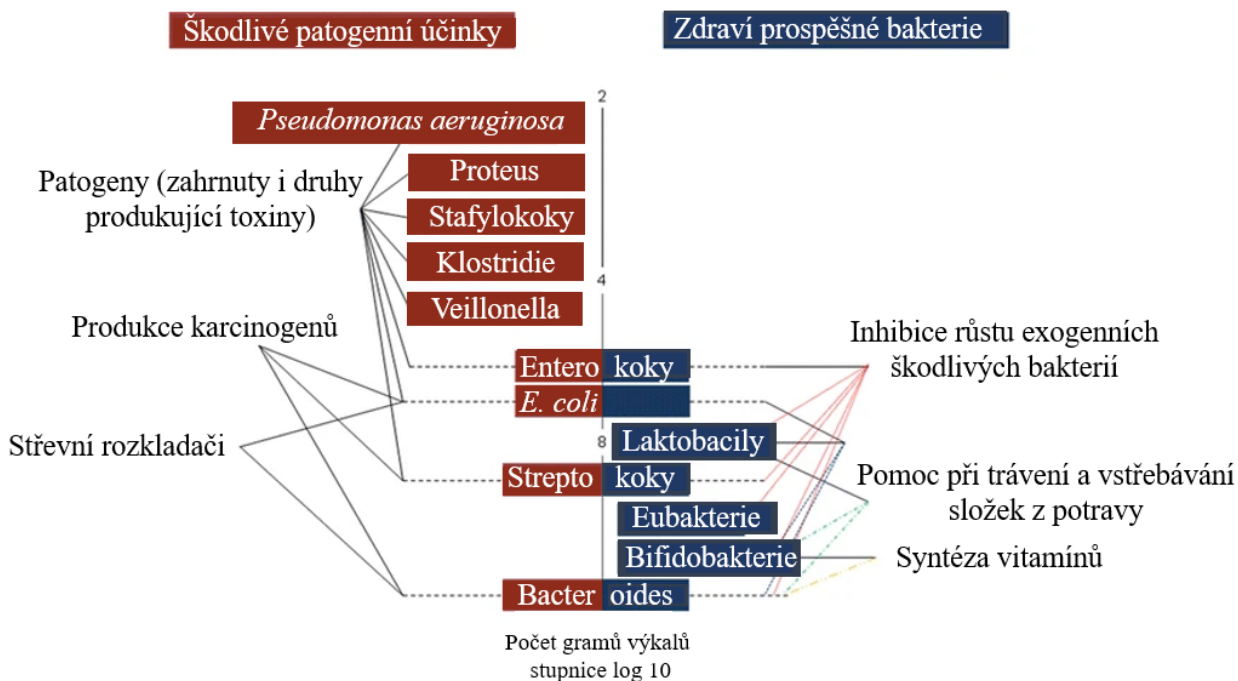 Škodlivé patogenní účinky
Zdraví prospěšné bakterie
2
Pseudomonas aeruginosa
Patogeny (zahrnuty i druhy
produkující toxiny)
Proteus
Stafylokoky
Klostridie
4
Veillonella
Produkce karcinogenů
Inhibice růstu exogenních
škodlivých bakterií
Entero koky
E. coli
Střevní rozkladači
8
Laktobacily
Strepto koky
Pomoc při trávení a vstřebávání
složek z potravy
Eubakterie
Bifidobakterie
Syntéza vitamínů
Bacter oides
Počet gramů výkalů
stupnice log 10